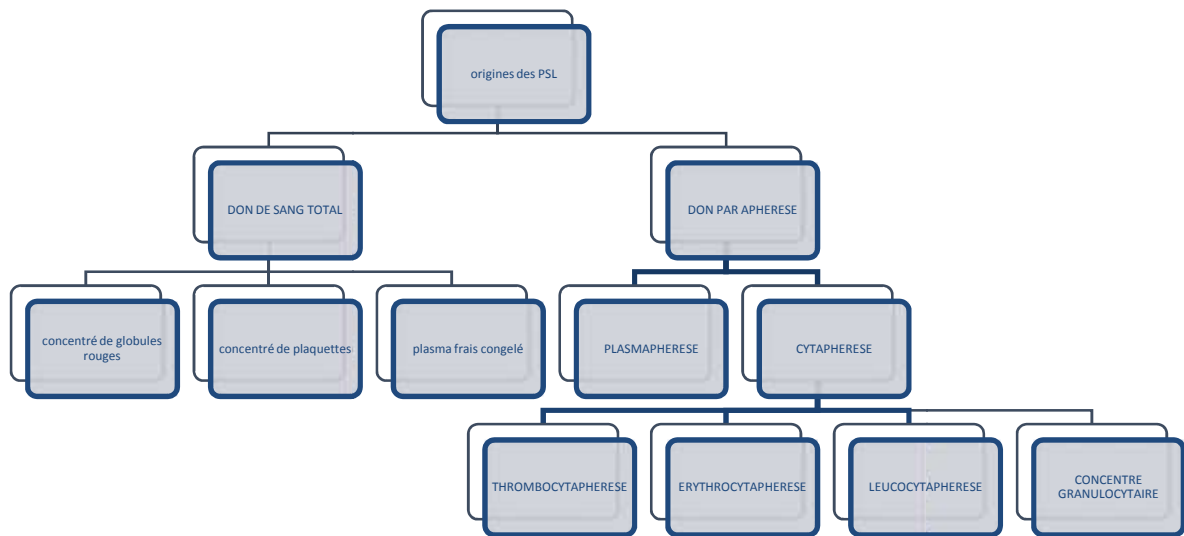 origines des PSL
DON DE SANG TOTAL
DON PAR APHERESE
concentré de globules
rouges
concentré de plaquettes
plasma frais congelé
PLASMAPHERESE
CYTAPHERESE
THROMBOCYTAPHERESE
ERYTHROCYTAPHERESE
LEUCOCYTAPHERESE
CONCENTRE
GRANULOCYTAIRE